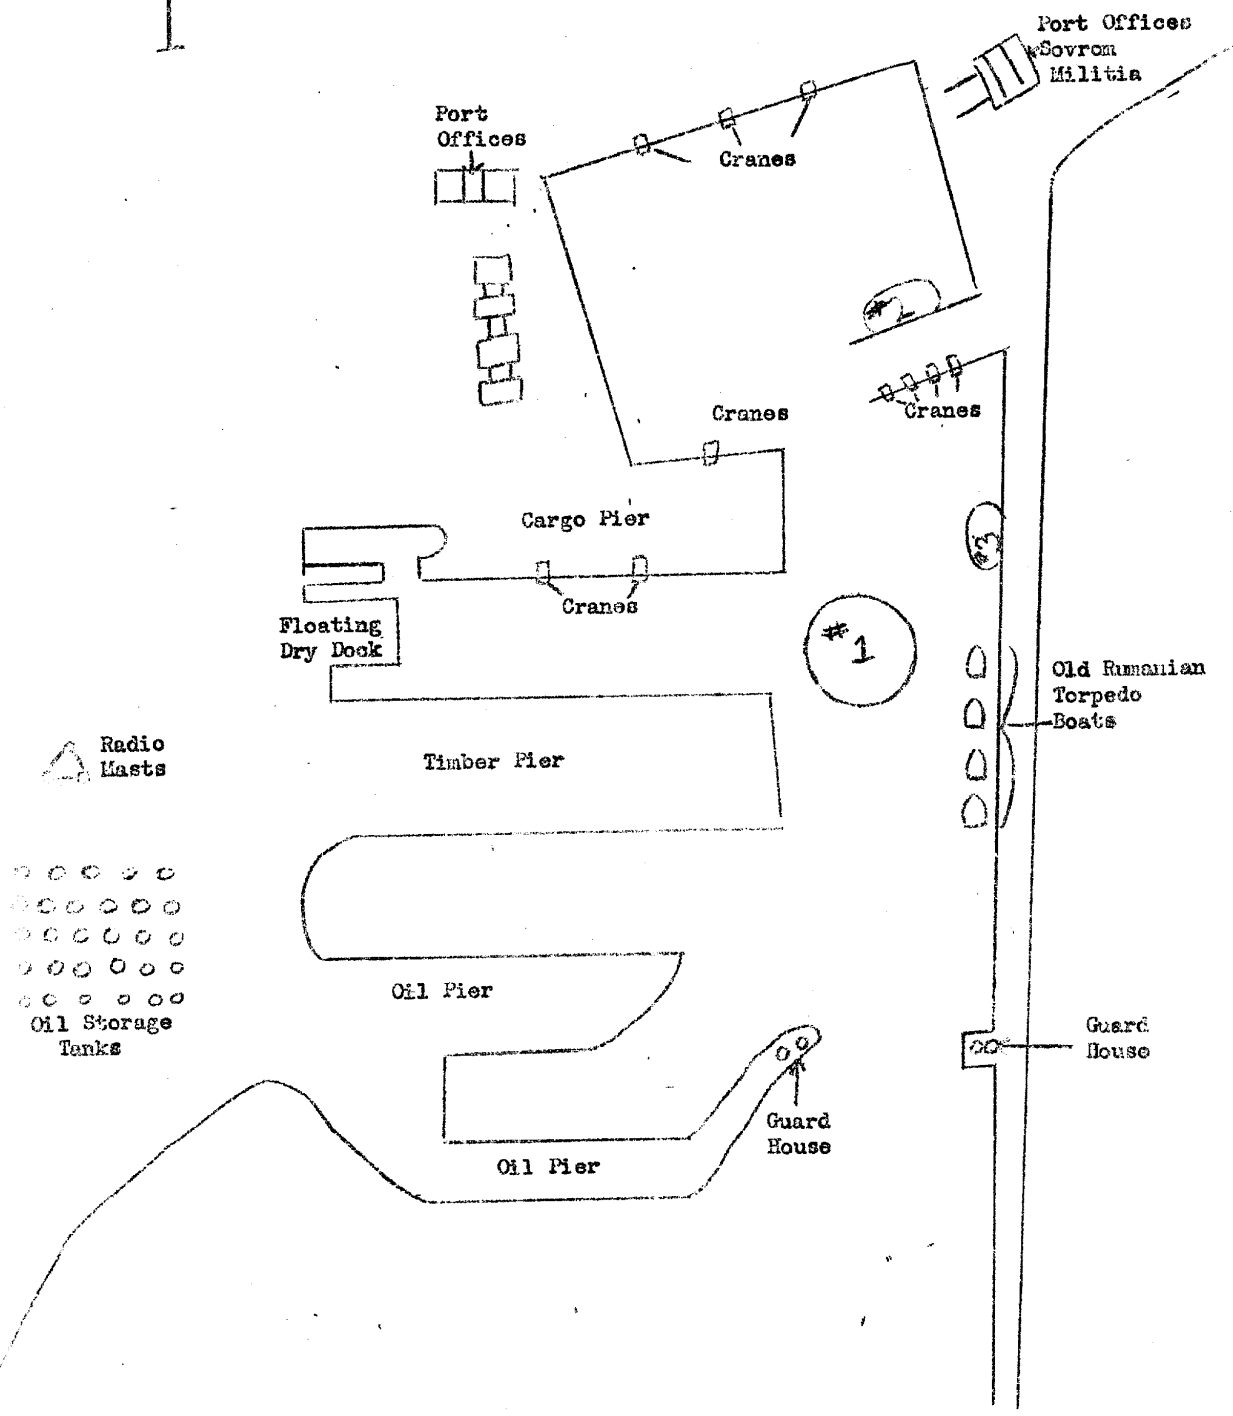 Port Offices
Sovrom
Militia
Port
Offices
Cranes
#2
Cranes
Cranes
Cargo Pier
#3
Cranes
Floating
Dry Dock
#1
Old Rumanian
Torpedo
Boats
Radio
Masts
Timber Pier
Oil Pier
Oil Storage
Tanks
Guard
House
Guard
House
Oil Pier